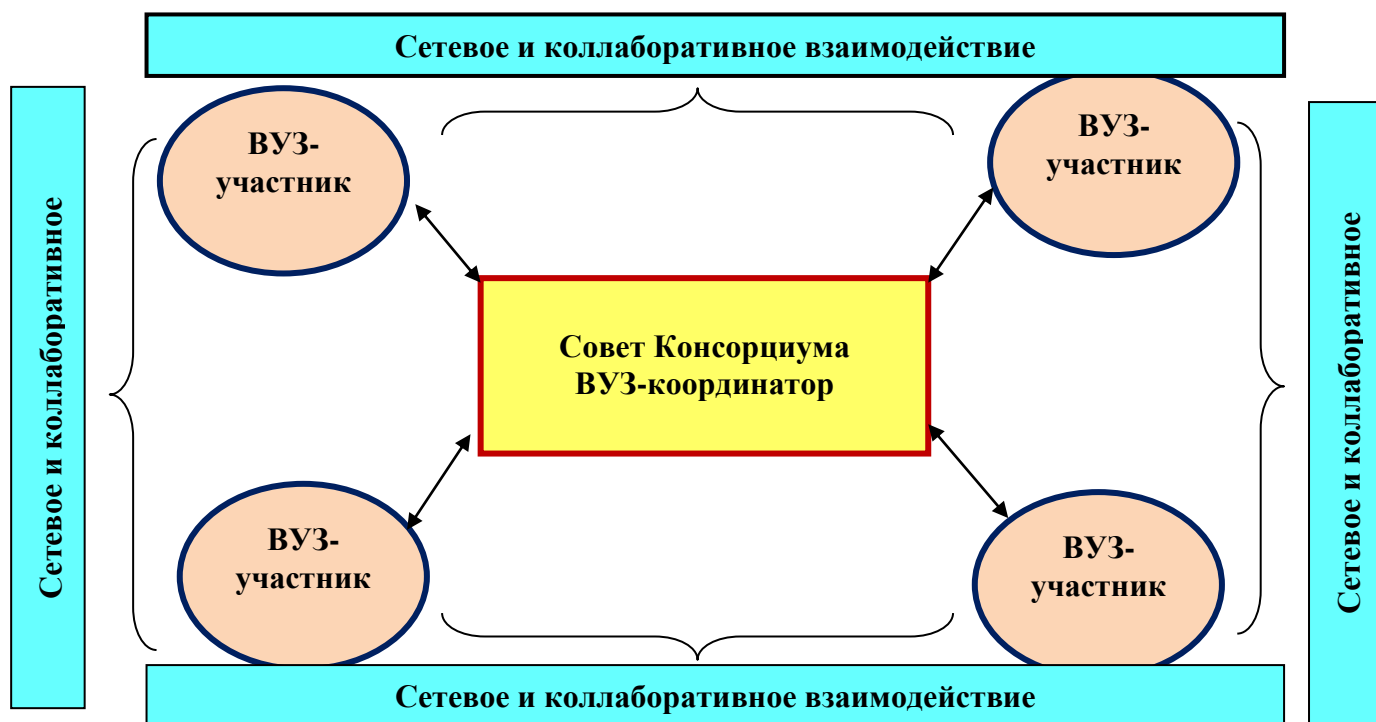 Сетевое и коллаборативное взаимодействие
Сетевое и коллаборативное
ВУЗ-
участник
ВУЗ-
участник
Сетевое и коллаборативное
Совет Консорциума
ВУЗ-координатор
ВУЗ-
участник
ВУЗ-
участник
Сетевое и коллаборативное взаимодействие